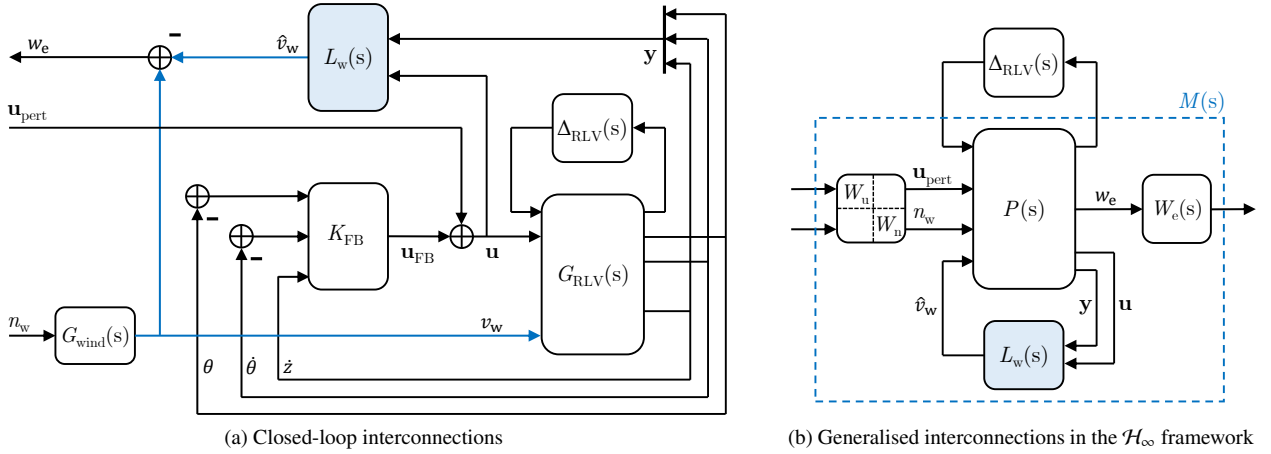 w_e
v̂_w
L_w(s)
y
u_pert
Δ_RLV(s)
K_FB
u_FB
u
G_RLV(s)
n_w
G_wind(s)
v_w
θ
θ̇
ż
(a) Closed-loop interconnections
Δ_RLV(s)
M(s)
W_u
W_n
u_pert
n_w
P(s)
w_e
W_e(s)
v̂_w
y
u
L_w(s)
(b) Generalised interconnections in the ℋ_∞ framework